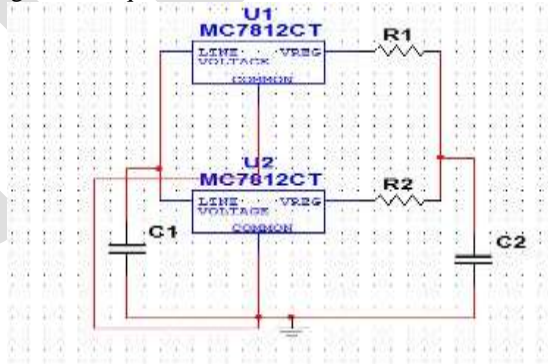 U1
MC7812CT
R1
LINE VREG
VOLTAGE
COMMON
U2
MC7812CT
R2
LINE VREG
VOLTAGE
COMMON
C1
C2